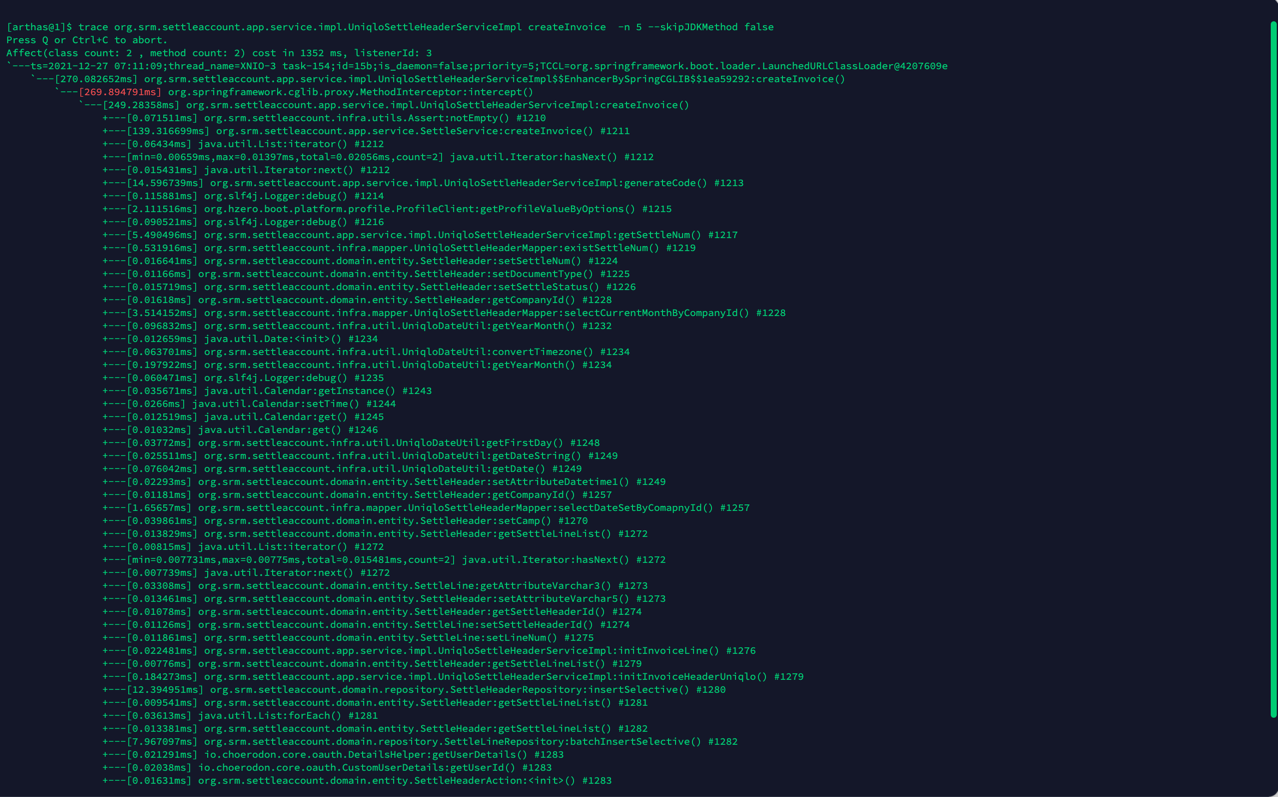 [arthas@1]$ trace org.srm.settleaccount.app.service.impl.UniqloSettleHeaderServiceImpl createInvoice  -n 5 --skipJDKMethod false
Press Q or Ctrl+C to abort.
Affect(class count: 2 , method count: 2) cost in 1352 ms, listenerId: 3
`---ts=2021-12-27 07:11:09;thread_name=XNIO-3 task-154;id=15b;is_daemon=false;priority=5;TCCL=org.springframework.boot.loader.LaunchedURLClassLoader@4207609e
`---[270.082652ms] org.srm.settleaccount.app.service.impl.UniqloSettleHeaderServiceImpl$$EnhancerBySpringCGLIB$$1ea59292:createInvoice()
`---[269.894791ms] org.springframework.cglib.proxy.MethodInterceptor:intercept()
`---[249.28358ms] org.srm.settleaccount.app.service.impl.UniqloSettleHeaderServiceImpl:createInvoice()
+---[0.071511ms] org.srm.settleaccount.infra.utils.Assert:notEmpty() #1210
+---[139.316699ms] org.srm.settleaccount.app.service.SettleService:createInvoice() #1211
+---[0.06434ms] java.util.List:iterator() #1212
+---[min=0.00659ms,max=0.01397ms,total=0.02056ms,count=2] java.util.Iterator:hasNext() #1212
+---[0.015431ms] java.util.Iterator:next() #1212
+---[14.596739ms] org.srm.settleaccount.app.service.impl.UniqloSettleHeaderServiceImpl:generateCode() #1213
+---[0.115881ms] org.slf4j.Logger:debug() #1214
+---[2.111516ms] org.hzero.boot.platform.profile.ProfileClient:getProfileValueByOptions() #1215
+---[0.090521ms] org.slf4j.Logger:debug() #1216
+---[5.490496ms] org.srm.settleaccount.app.service.impl.UniqloSettleHeaderServiceImpl:getSettleNum() #1217
+---[0.531916ms] org.srm.settleaccount.infra.mapper.UniqloSettleHeaderMapper:existSettleNum() #1219
+---[0.016641ms] org.srm.settleaccount.domain.entity.SettleHeader:setSettleNum() #1224
+---[0.01166ms] org.srm.settleaccount.domain.entity.SettleHeader:setDocumentType() #1225
+---[0.015719ms] org.srm.settleaccount.domain.entity.SettleHeader:setSettleStatus() #1226
+---[0.01618ms] org.srm.settleaccount.domain.entity.SettleHeader:getCompanyId() #1228
+---[3.514152ms] org.srm.settleaccount.infra.mapper.UniqloSettleHeaderMapper:selectCurrentMonthByCompanyId() #1228
+---[0.096832ms] org.srm.settleaccount.infra.util.UniqloDateUtil:getYearMonth() #1232
+---[0.012659ms] java.util.Date:<init>() #1234
+---[0.063701ms] org.srm.settleaccount.infra.util.UniqloDateUtil:convertTimezone() #1234
+---[0.197922ms] org.srm.settleaccount.infra.util.UniqloDateUtil:getYearMonth() #1234
+---[0.060471ms] org.slf4j.Logger:debug() #1235
+---[0.035671ms] java.util.Calendar:getInstance() #1243
+---[0.0266ms] java.util.Calendar:setTime() #1244
+---[0.012519ms] java.util.Calendar:get() #1245
+---[0.01032ms] java.util.Calendar:get() #1246
+---[0.03772ms] org.srm.settleaccount.infra.util.UniqloDateUtil:getFirstDay() #1248
+---[0.025511ms] org.srm.settleaccount.infra.util.UniqloDateUtil:getDateString() #1249
+---[0.076042ms] org.srm.settleaccount.infra.util.UniqloDateUtil:getDate() #1249
+---[0.02293ms] org.srm.settleaccount.domain.entity.SettleHeader:setAttributeDatetime1() #1249
+---[0.01181ms] org.srm.settleaccount.domain.entity.SettleHeader:getCompanyId() #1257
+---[1.65657ms] org.srm.settleaccount.infra.mapper.UniqloSettleHeaderMapper:selectDateSetByComapnyId() #1257
+---[0.039861ms] org.srm.settleaccount.domain.entity.SettleHeader:setCamp() #1270
+---[0.013829ms] org.srm.settleaccount.domain.entity.SettleHeader:getSettleLineList() #1272
+---[0.00815ms] java.util.List:iterator() #1272
+---[min=0.007731ms,max=0.00775ms,total=0.015481ms,count=2] java.util.Iterator:hasNext() #1272
+---[0.007739ms] java.util.Iterator:next() #1272
+---[0.03308ms] org.srm.settleaccount.domain.entity.SettleLine:getAttributeVarchar3() #1273
+---[0.013461ms] org.srm.settleaccount.domain.entity.SettleHeader:setAttributeVarchar5() #1273
+---[0.01078ms] org.srm.settleaccount.domain.entity.SettleHeader:getSettleHeaderId() #1274
+---[0.01126ms] org.srm.settleaccount.domain.entity.SettleLine:setSettleHeaderId() #1274
+---[0.011861ms] org.srm.settleaccount.domain.entity.SettleLine:setLineNum() #1275
+---[0.022481ms] org.srm.settleaccount.app.service.impl.UniqloSettleHeaderServiceImpl:initInvoiceLine() #1276
+---[0.00776ms] org.srm.settleaccount.domain.entity.SettleHeader:getSettleLineList() #1279
+---[0.184273ms] org.srm.settleaccount.app.service.impl.UniqloSettleHeaderServiceImpl:initInvoiceHeaderUniqlo() #1279
+---[12.394951ms] org.srm.settleaccount.domain.repository.SettleHeaderRepository:insertSelective() #1280
+---[0.009541ms] org.srm.settleaccount.domain.entity.SettleHeader:getSettleLineList() #1281
+---[0.03613ms] java.util.List:forEach() #1281
+---[0.013381ms] org.srm.settleaccount.domain.entity.SettleHeader:getSettleLineList() #1282
+---[7.967097ms] org.srm.settleaccount.domain.repository.SettleLineRepository:batchInsertSelective() #1282
+---[0.021291ms] io.choerodon.core.oauth.DetailsHelper:getUserDetails() #1283
+---[0.02038ms] io.choerodon.core.oauth.CustomUserDetails:getUserId() #1283
+---[0.01631ms] org.srm.settleaccount.domain.entity.SettleHeaderAction:<init>() #1283